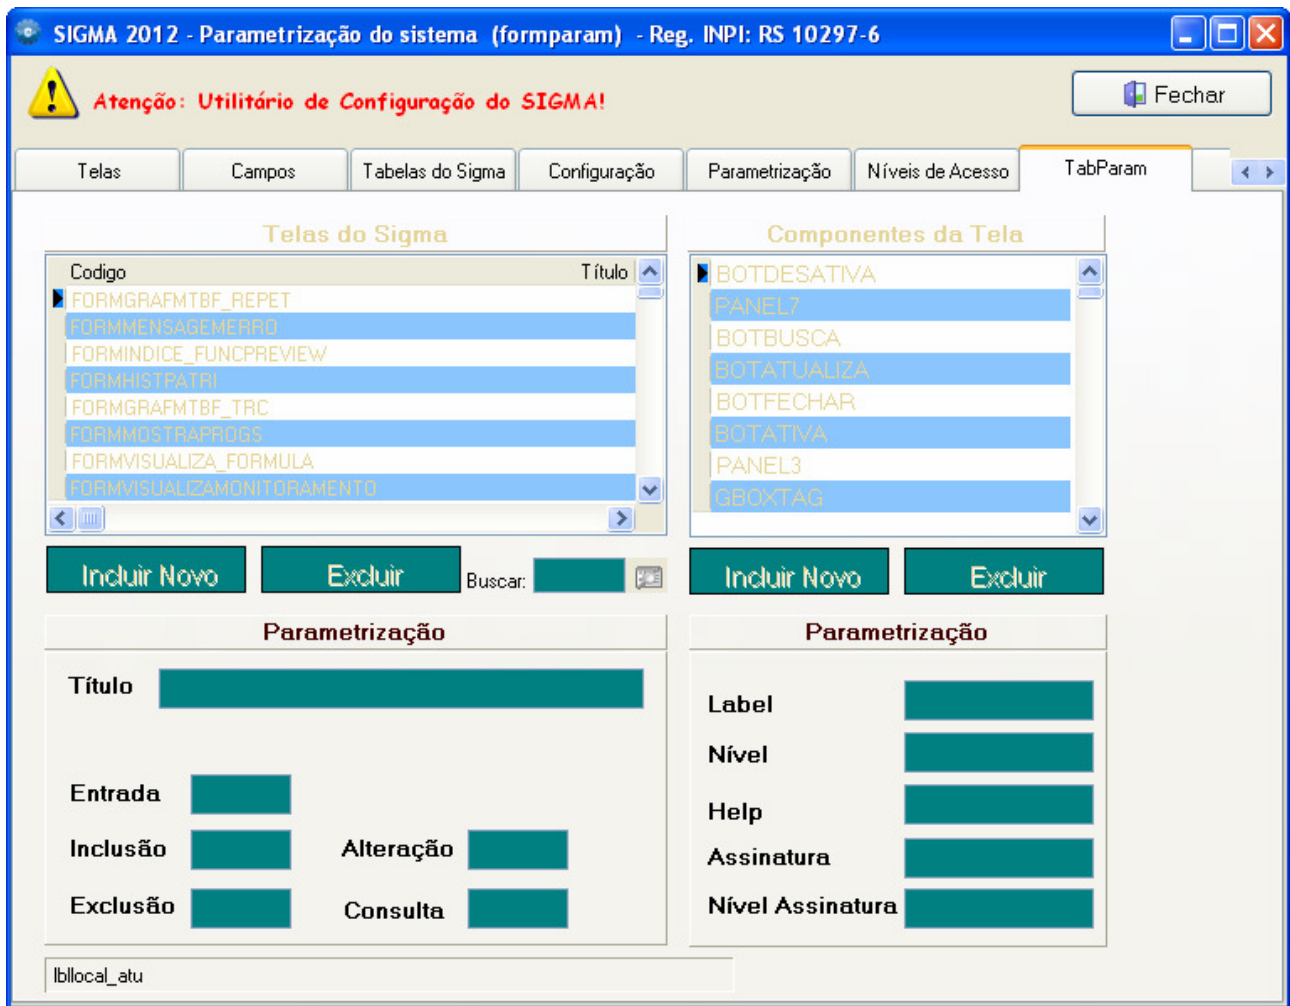 SIGMA 2012 - Parametrização do sistema (formparam) - Reg. INPI: RS 10297-6
Atenção: Utilitário de Configuração do SIGMA!
Fechar
Telas Campos Tabelas do Sigma Configuração Parametrização Níveis de Acesso TabParam
Telas do Sigma
Codigo Título
FORMGRAFMTBF_REPET
FORMMENSAGEMERRO
FORMINDICE_FUNCPREVIEW
FORMHISTPATRI
FORMGRAFMTBF_TRC
FORMMOSTRAPROGS
FORMVISUALIZA_FORMULA
FORMVISUALIZAMONITORAMENTO
Incluir Novo Excluir Buscar:
Componentes da Tela
BOTDESATIVA
PANEL7
BOTBUSCA
BOTATUALIZA
BOTFECHAR
BOTATIVA
PANEL3
GBOXTAG
Incluir Novo Excluir
Parametrização
Título
Entrada
Inclusão Alteração
Exclusão Consulta
Parametrização
Label
Nível
Help
Assinatura
Nível Assinatura
lbllocal_atu